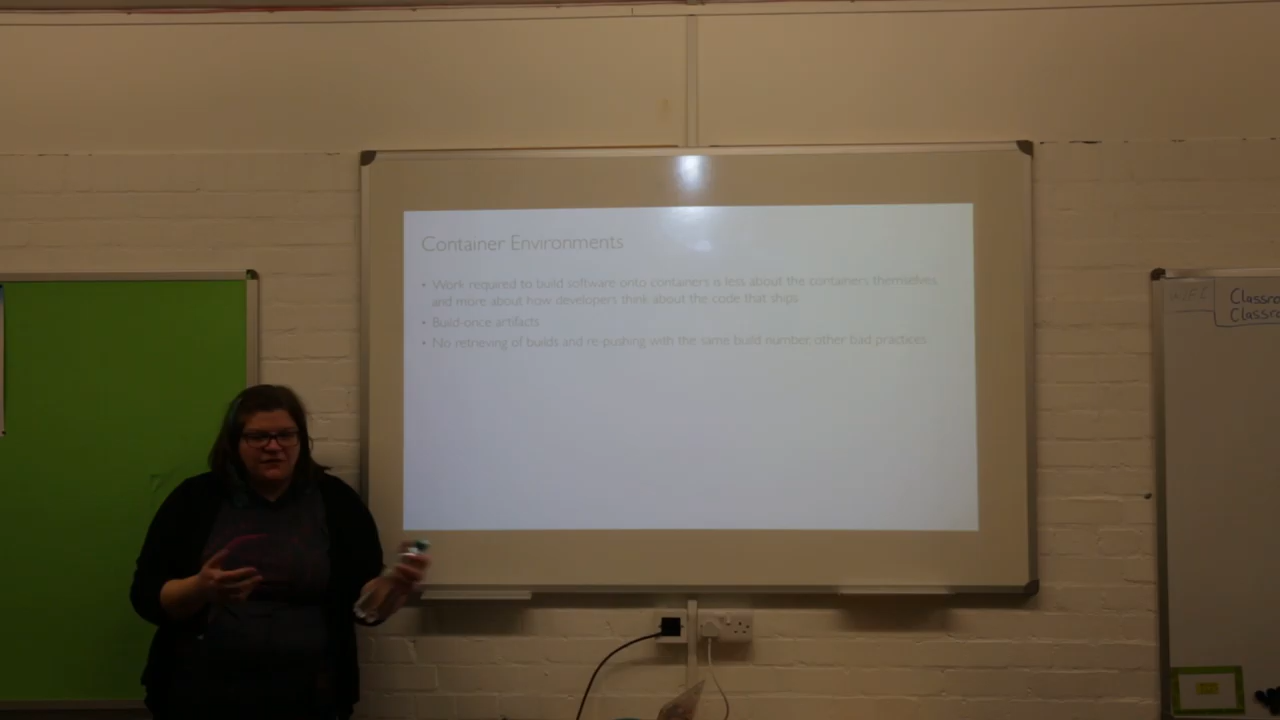 Container Environments
• Work required to build software onto containers is less about the containers themselves,
and more about how developers think about the code that ships
• Build-once artifacts
• No retrieving of builds and re-pushing with the same build number, other bad practices
WIFI
Classro
Classro